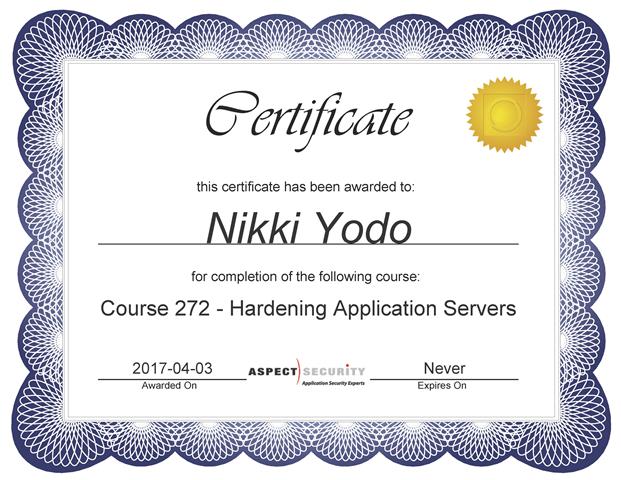 Certificate
this certificate has been awarded to:
Nikki Yodo
for completion of the following course:
Course 272 - Hardening Application Servers
2017-04-03 ASPECT SECURITY Never
Awarded On Application Security Experts Expires On